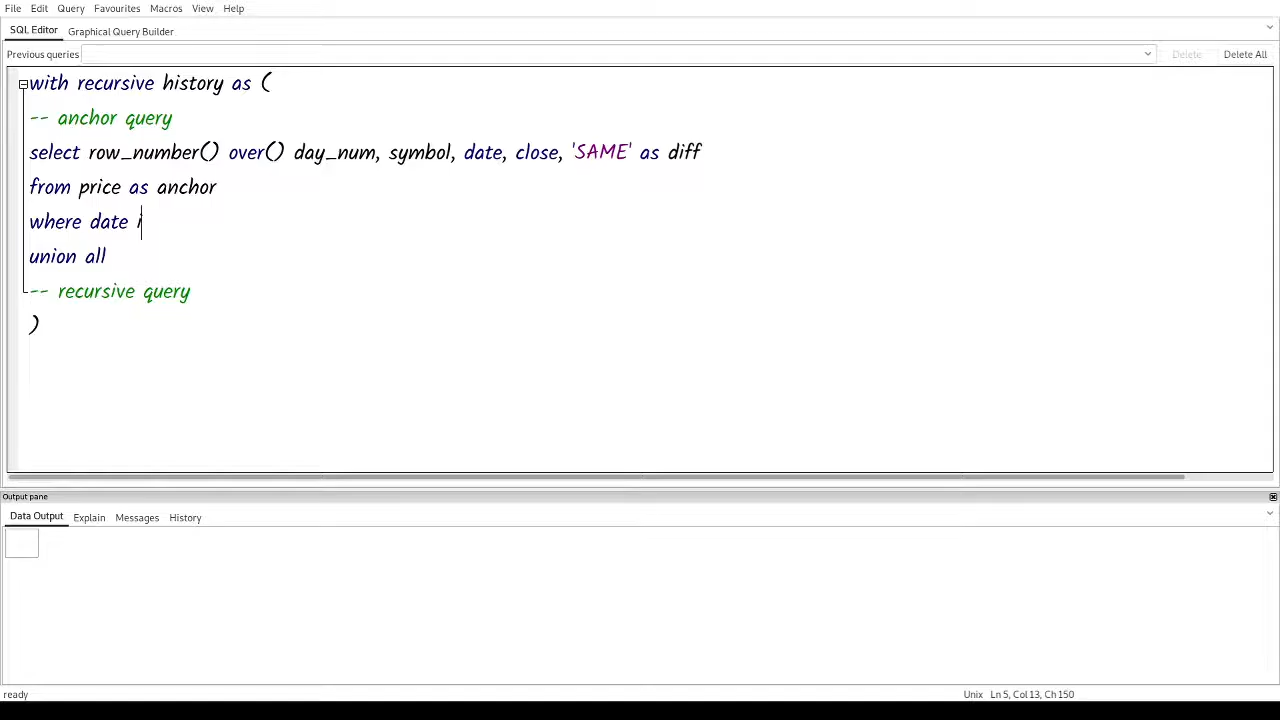 File Edit Query Favourites Macros View Help
SQL Editor Graphical Query Builder
Previous queries Delete Delete All
with recursive history as (
-- anchor query
select row_number() over() day_num, symbol, date, close, 'SAME' as diff
from price as anchor
where date i
union all
-- recursive query
)
Output pane
Data Output Explain Messages History
ready Unix Ln 5, Col 13, Ch 150